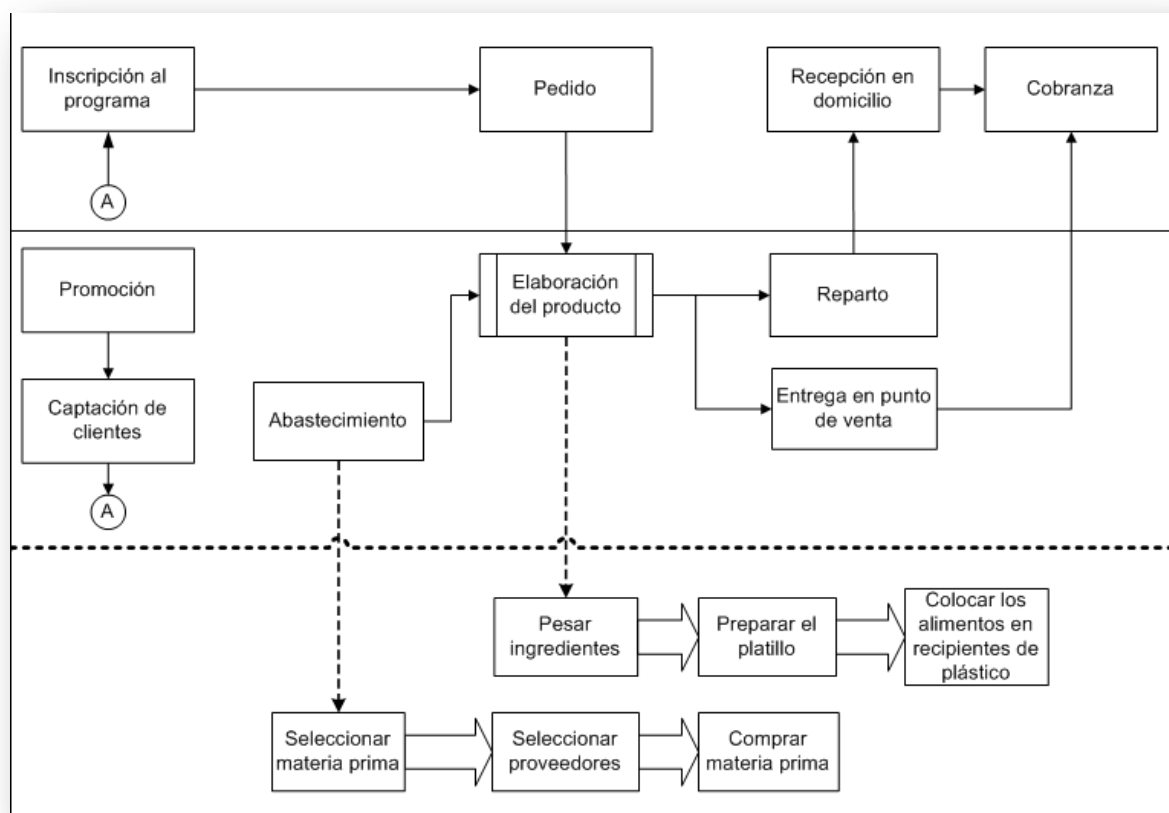 Inscripción al
programa
Pedido
Recepción en
domicilio
Cobranza
A
Promoción
Elaboración
del producto
Reparto
Captación de
clientes
Abastecimiento
Entrega en punto
de venta
A
Pesar
ingredientes
Preparar el
platillo
Colocar los
alimentos en
recipientes de
plástico
Seleccionar
materia prima
Seleccionar
proveedores
Comprar
materia prima